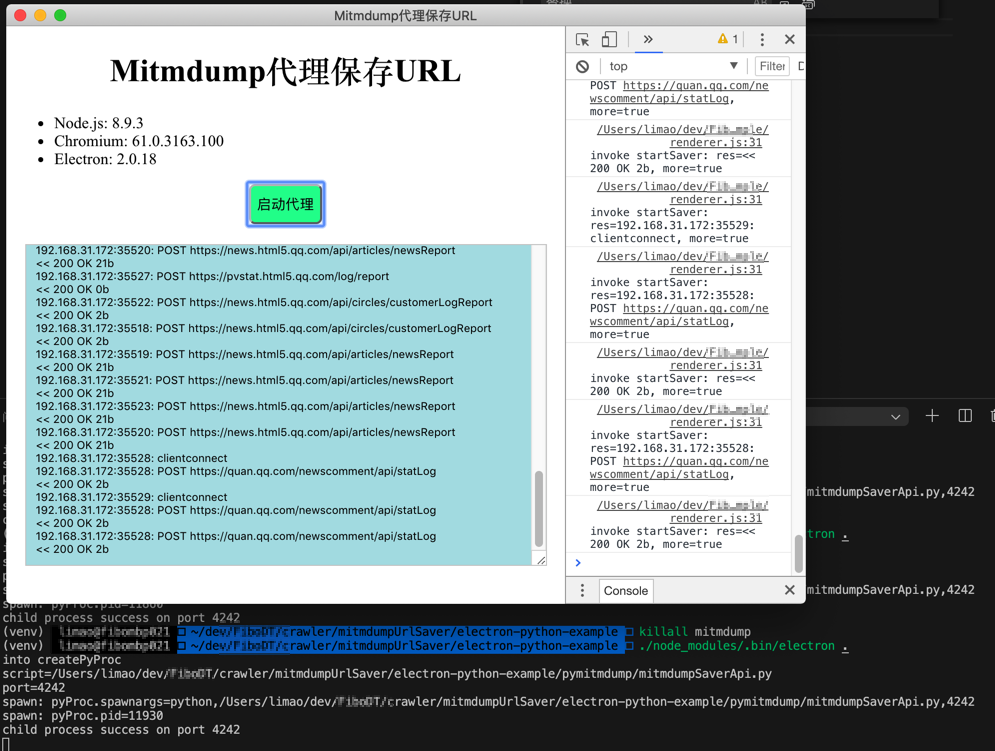 Mitmdump代理保存URL
Mitmdump代理保存URL
Node.js: 8.9.3
Chromium: 61.0.3163.100
Electron: 2.0.18
启动代理
192.168.31.172:35520: POST https://news.html5.qq.com/api/articles/newsReport
<< 200 OK 21b
192.168.31.172:35527: POST https://pvstat.html5.qq.com/log/report
<< 200 OK 0b
192.168.31.172:35522: POST https://news.html5.qq.com/api/circles/customerLogReport
<< 200 OK 2b
192.168.31.172:35518: POST https://news.html5.qq.com/api/circles/customerLogReport
<< 200 OK 2b
192.168.31.172:35519: POST https://news.html5.qq.com/api/articles/newsReport
<< 200 OK 21b
192.168.31.172:35521: POST https://news.html5.qq.com/api/articles/newsReport
<< 200 OK 21b
192.168.31.172:35523: POST https://news.html5.qq.com/api/articles/newsReport
<< 200 OK 21b
192.168.31.172:35520: POST https://news.html5.qq.com/api/articles/newsReport
<< 200 OK 21b
192.168.31.172:35528: clientconnect
192.168.31.172:35528: POST https://quan.qq.com/newscomment/api/statLog
<< 200 OK 2b
192.168.31.172:35529: clientconnect
192.168.31.172:35528: POST https://quan.qq.com/newscomment/api/statLog
<< 200 OK 2b
192.168.31.172:35528: POST https://quan.qq.com/newscomment/api/statLog
<< 200 OK 2b
1
top
Filter
POST https://quan.qq.com/ne
wscomment/api/statLog,
more=true
/Users/limao/dev/
renderer.js:31
invoke startSaver: res=<<
200 OK 2b, more=true
/Users/limao/dev/
renderer.js:31
invoke startSaver:
res=192.168.31.172:35529:
clientconnect, more=true
/Users/limao/dev/
renderer.js:31
invoke startSaver:
res=192.168.31.172:35528:
POST https://quan.qq.com/ne
wscomment/api/statLog,
more=true
/Users/limao/dev/
renderer.js:31
invoke startSaver: res=<<
200 OK 2b, more=true
/Users/limao/dev/
renderer.js:31
invoke startSaver:
res=192.168.31.172:35528:
POST https://quan.qq.com/ne
wscomment/api/statLog,
more=true
/Users/limao/dev/
renderer.js:31
invoke startSaver: res=<<
200 OK 2b, more=true
>
Console
mitmdumpSaverApi.py,4242
tron .
mitmdumpSaverApi.py,4242
spawn: pyProc.pid=11860
child process success on port 4242
(venv) ~/dev/ crawler/mitmdumpUrlSaver/electron-python-example killall mitmdump
(venv) ~/dev/ crawler/mitmdumpUrlSaver/electron-python-example ./node_modules/.bin/electron .
into createPyProc
script=/Users/limao/dev/ /crawler/mitmdumpUrlSaver/electron-python-example/pymitmdump/mitmdumpSaverApi.py
port=4242
spawn: pyProc.spawnargs=python,/Users/limao/dev/ crawler/mitmdumpUrlSaver/electron-python-example/pymitmdump/mitmdumpSaverApi.py,4242
spawn: pyProc.pid=11930
child process success on port 4242